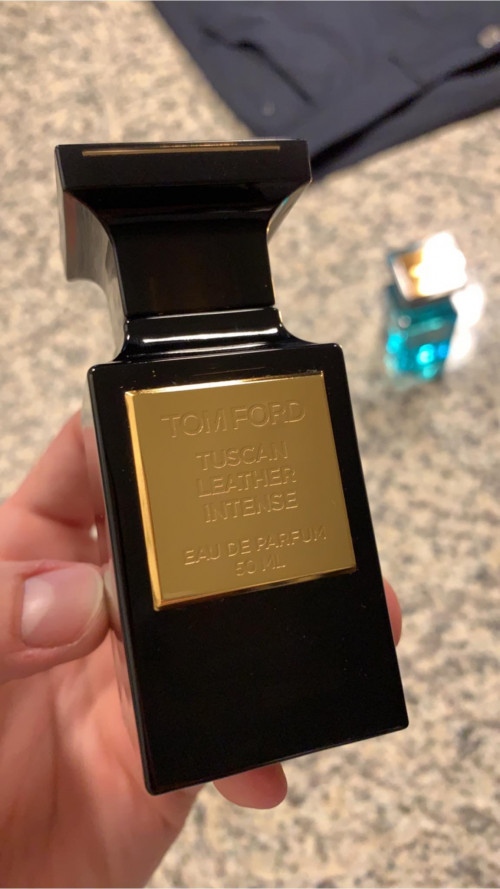 TOM FORD
TUSCAN
LEATHER
INTENSE
EAU DE PARFUM
50 ML